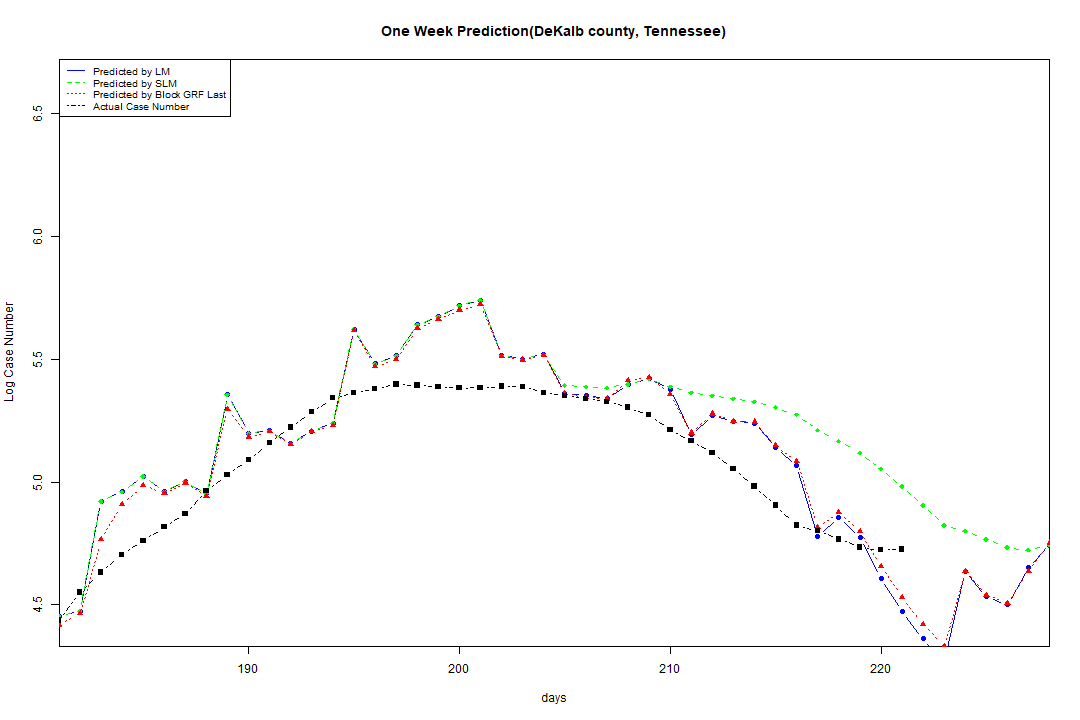 One Week Prediction(DeKalb county, Tennessee)
Predicted by LM
Predicted by SLM
Predicted by Block GRF Last
Actual Case Number
6.5
6.0
5.5
5.0
4.5
Log Case Number
190
200
210
220
days